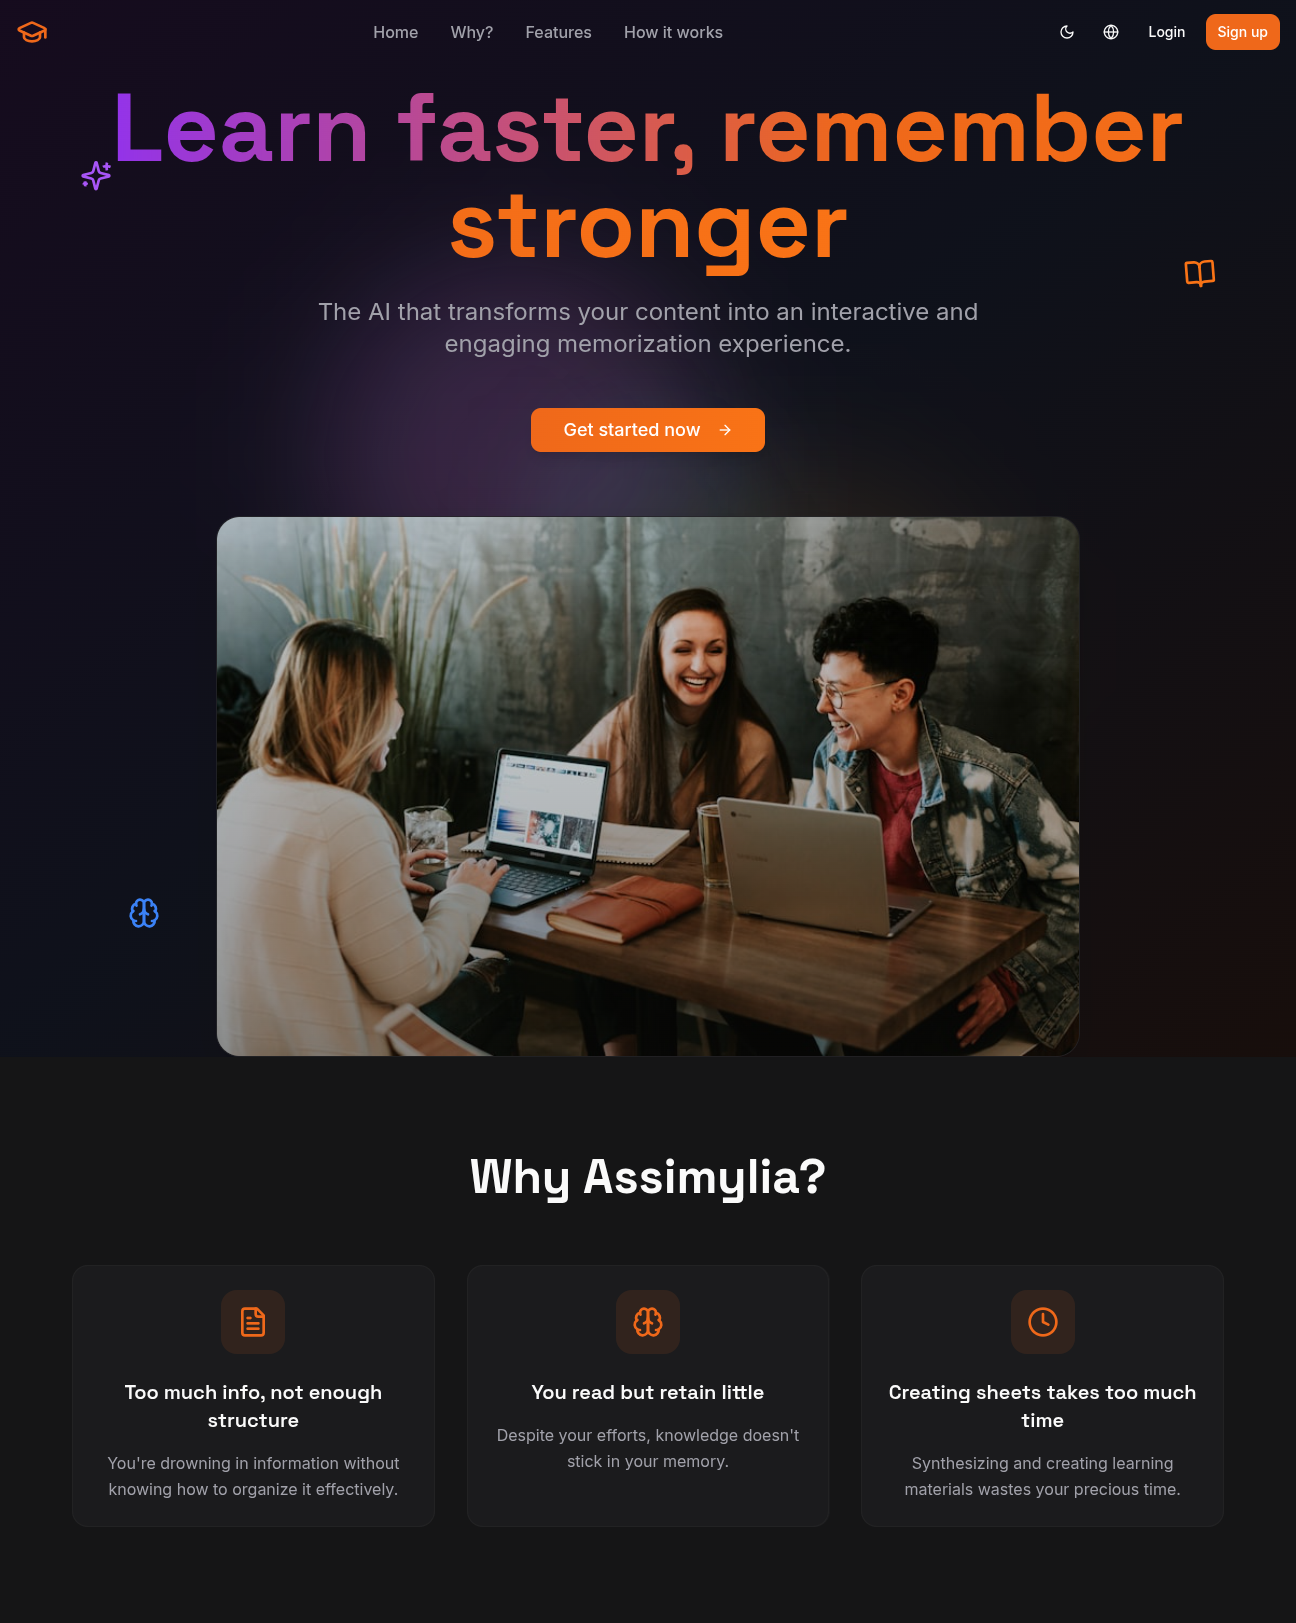 Home Why? Features How it works Login Sign up
Learn faster, remember
stronger
The AI that transforms your content into an interactive and
engaging memorization experience.
Get started now
Why Assimylia?
Too much info, not enough
structure
You're drowning in information without
knowing how to organize it effectively.
You read but retain little
Despite your efforts, knowledge doesn't
stick in your memory.
Creating sheets takes too much
time
Synthesizing and creating learning
materials wastes your precious time.